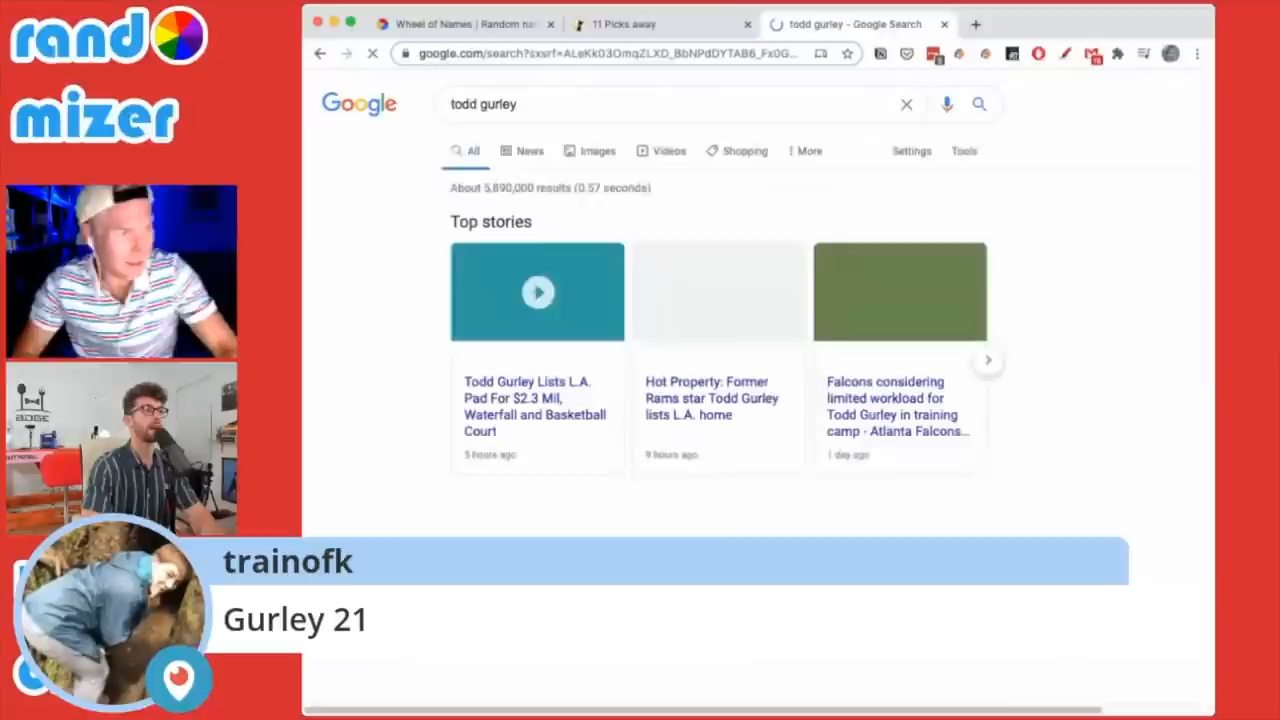 rand
mizer
Wheel of Names | Random na
11 Picks away
todd gurley - Google Search
google.com/search?sxsrf=ALeKk03OmqZLXD_BbNPdDYTAB6_Fx0G...
Google
todd gurley
All
News
Images
Videos
Shopping
More
Settings
Tools
About 5,890,000 results (0.57 seconds)
Top stories
Todd Gurley Lists L.A.
Pad For $2.3 Mil,
Waterfall and Basketball
Court
5 hours ago
Hot Property: Former
Rams star Todd Gurley
lists L.A. home
9 hours ago
Falcons considering
limited workload for
Todd Gurley in training
camp - Atlanta Falcons...
1 day ago
trainofk
Gurley 21